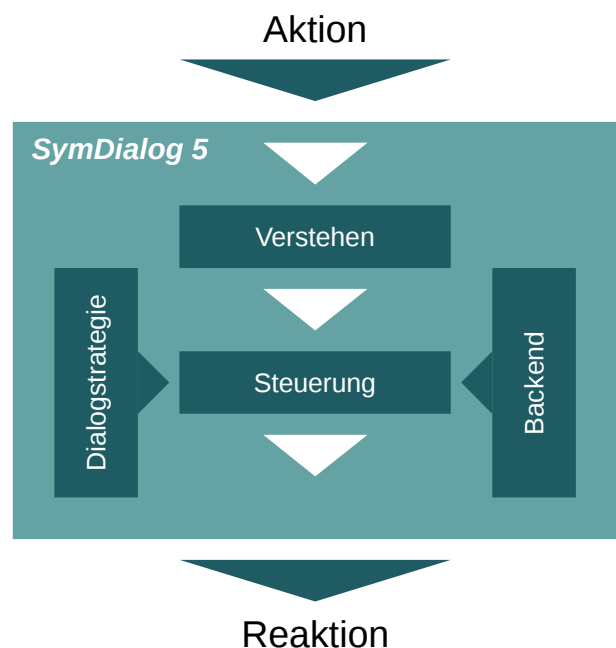 Aktion
SymDialog 5
Verstehen
Dialogstrategie
Steuerung
Backend
Reaktion